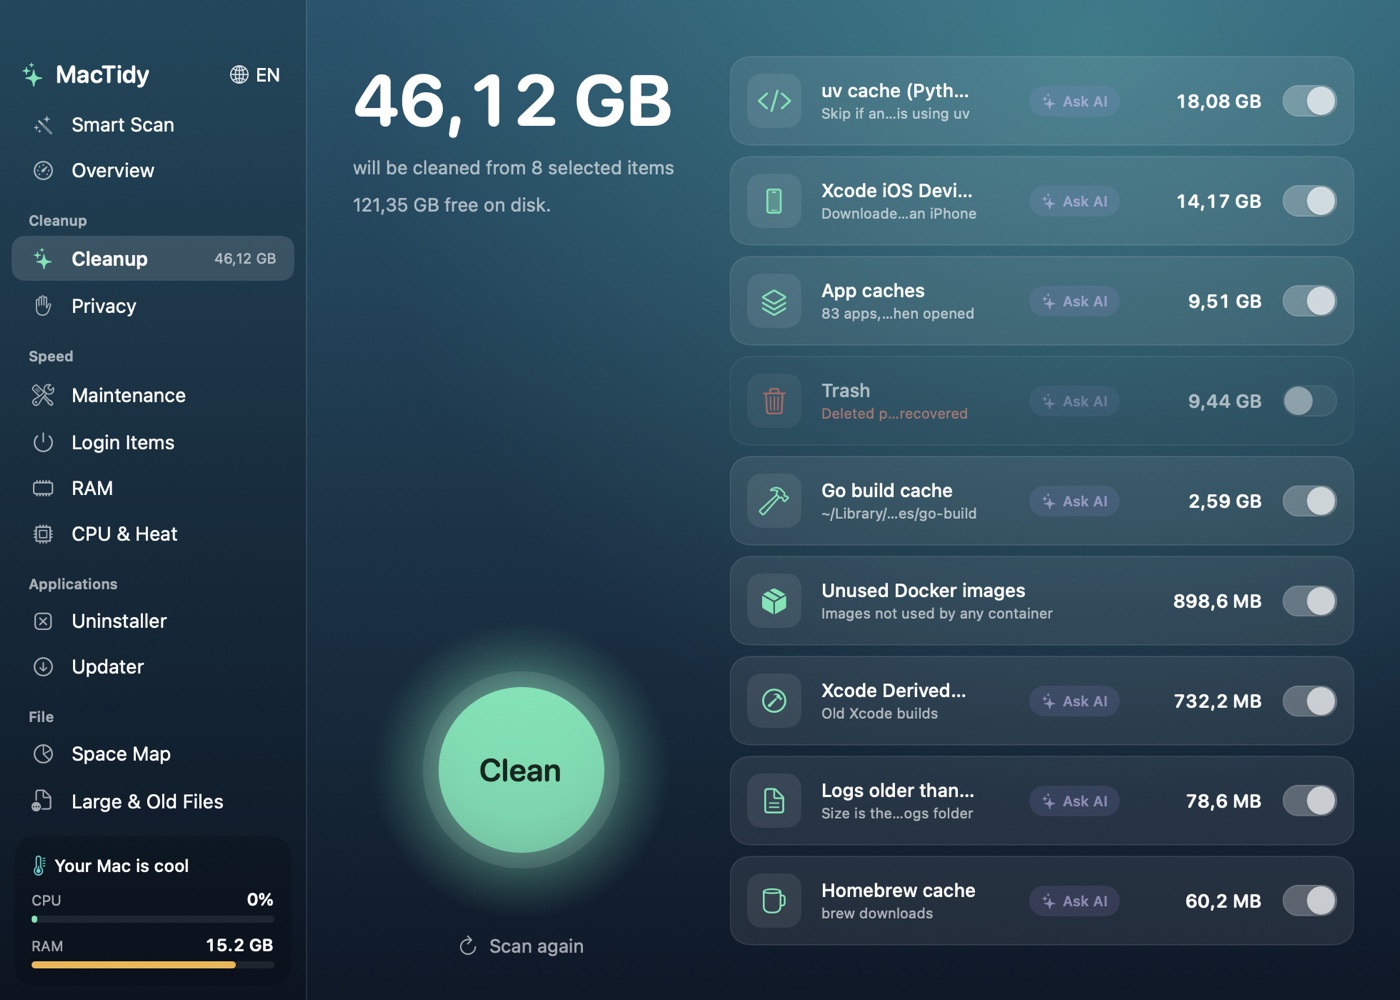 MacTidy
EN
Smart Scan
Overview
Cleanup
Cleanup 46,12 GB
Privacy
Speed
Maintenance
Login Items
RAM
CPU & Heat
Applications
Uninstaller
Updater
File
Space Map
Large & Old Files
Your Mac is cool
CPU 0%
RAM 15.2 GB
46,12 GB
will be cleaned from 8 selected items
121,35 GB free on disk.
Clean
Scan again
uv cache (Pyth... Ask AI 18,08 GB
Skip if an...is using uv
Xcode iOS Devi... Ask AI 14,17 GB
Downloade...an iPhone
App caches Ask AI 9,51 GB
83 apps,...hen opened
Trash Ask AI 9,44 GB
Deleted p...recovered
Go build cache Ask AI 2,59 GB
~/Library/...es/go-build
Unused Docker images 898,6 MB
Images not used by any container
Xcode Derived... Ask AI 732,2 MB
Old Xcode builds
Logs older than... Ask AI 78,6 MB
Size is the...ogs folder
Homebrew cache Ask AI 60,2 MB
brew downloads